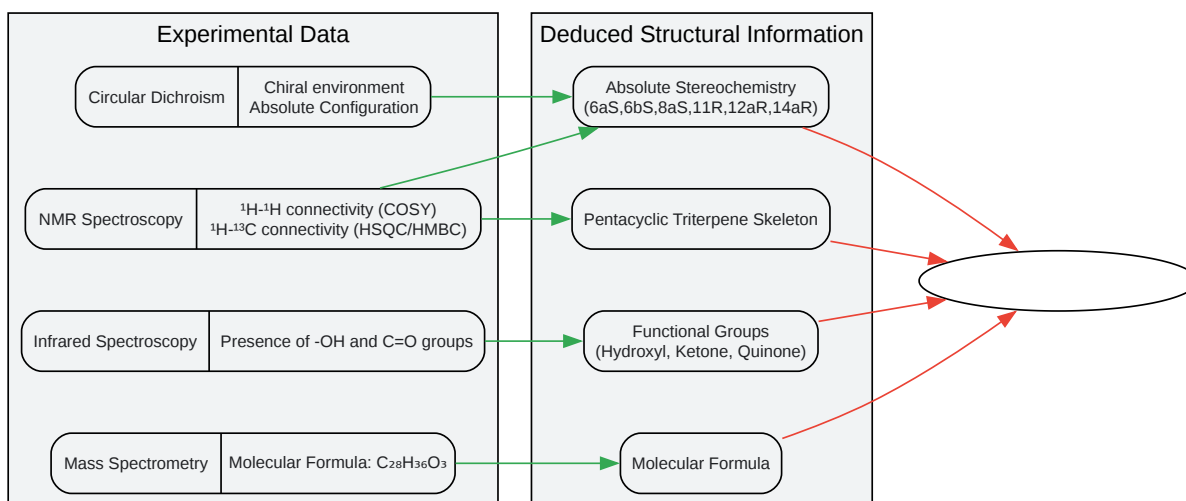 Experimental Data
Deduced Structural Information
Circular Dichroism
Chiral environment
Absolute Configuration
Absolute Stereochemistry
(6aS,6bS,8aS,11R,12aR,14aR)
NMR Spectroscopy
¹H-¹H connectivity (COSY)
¹H-¹³C connectivity (HSQC/HMBC)
Pentacyclic Triterpene Skeleton
Infrared Spectroscopy
Presence of -OH and C=O groups
Functional Groups
(Hydroxyl, Ketone, Quinone)
Mass Spectrometry
Molecular Formula: C₂₈H₃₆O₃
Molecular Formula